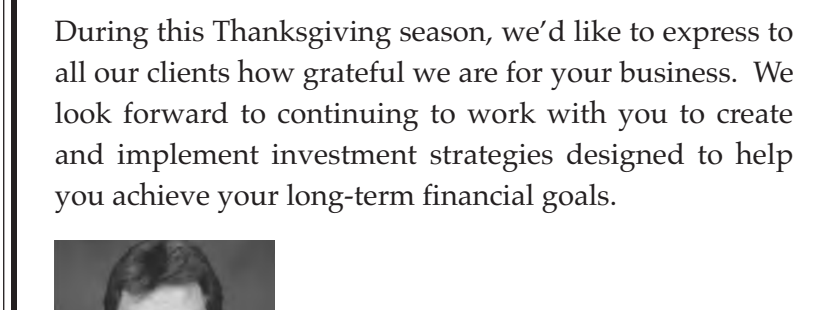 During this Thanksgiving season, we’d like to express to
all our clients how grateful we are for your business.  We
look forward to continuing to work with you to create
and implement investment strategies designed to help
you achieve your long-term financial goals.